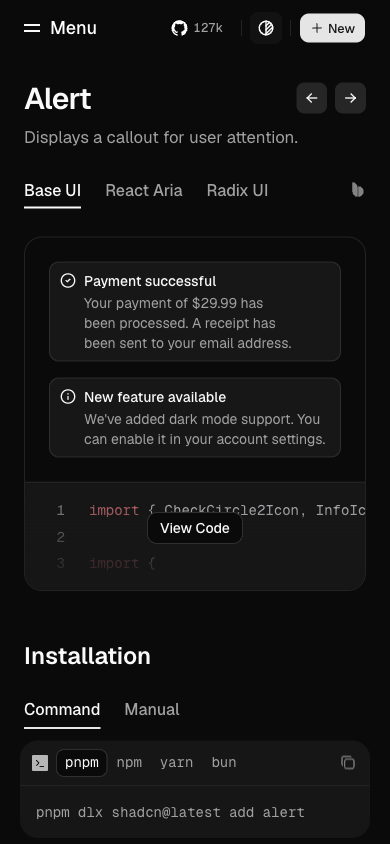 Menu
127k
New
Alert
Displays a callout for user attention.
Base UI
React Aria
Radix UI
Payment successful
Your payment of $29.99 has
been processed. A receipt has
been sent to your email address.
New feature available
We've added dark mode support. You
can enable it in your account settings.
1 import { CheckCircle2Icon, InfoIc
View Code
2
3 import {
Installation
Command
Manual
pnpm
npm
yarn
bun
pnpm dlx shadcn@latest add alert